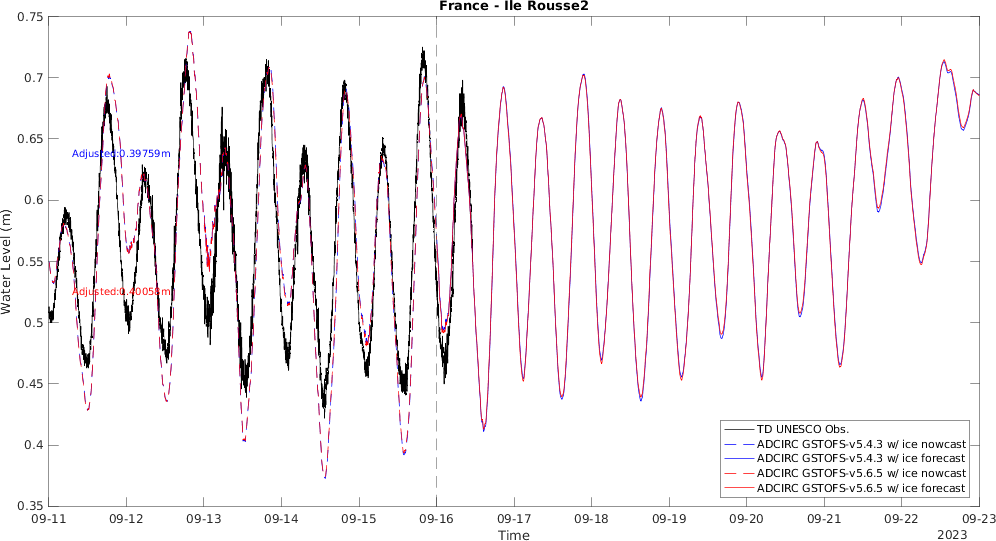 France - Ile Rousse2
0.75
0.7
0.65
0.6
0.55
0.5
0.45
0.4
0.35
Water Level (m)
Adjusted:0.39759m
Adjusted:0.40058m
TD UNESCO Obs.
ADCIRC GSTOFS-v5.4.3 w/ ice nowcast
ADCIRC GSTOFS-v5.4.3 w/ ice forecast
ADCIRC GSTOFS-v5.6.5 w/ ice nowcast
ADCIRC GSTOFS-v5.6.5 w/ ice forecast
09-11 09-12 09-13 09-14 09-15 09-16 09-17 09-18 09-19 09-20 09-21 09-22 09-23
Time
2023